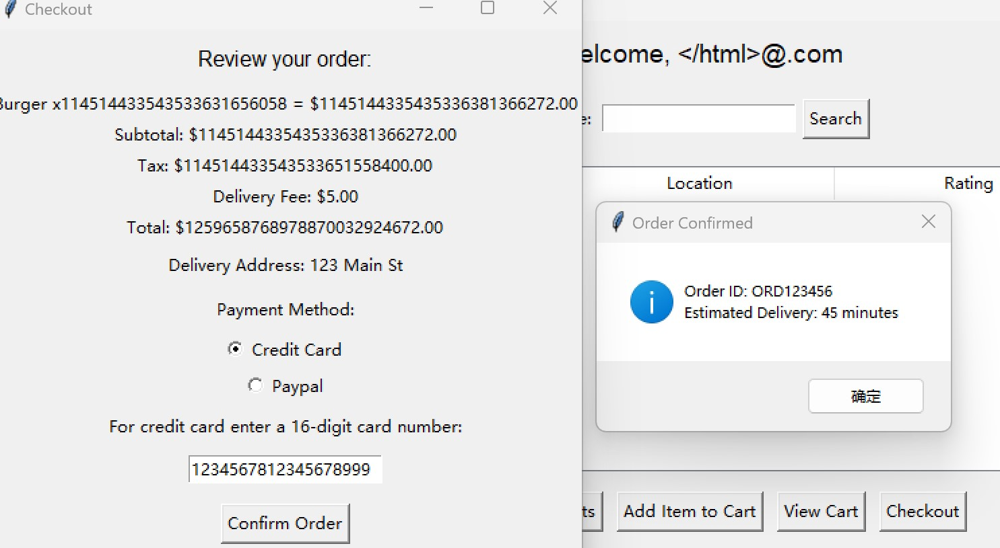 Checkout
Review your order:
Burger x114514433543533631656058 = $1145144335435336381366272.00
Subtotal: $1145144335435336381366272.00
Tax: $114514433543533651558400.00
Delivery Fee: $5.00
Total: $1259658768978870032924672.00
Delivery Address: 123 Main St
Payment Method:
Credit Card
Paypal
For credit card enter a 16-digit card number:
1234567812345678999
Confirm Order
elcome, </html>@.com
e:
Search
Location
Rating
Order Confirmed
Order ID: ORD123456
Estimated Delivery: 45 minutes
确定
ts
Add Item to Cart
View Cart
Checkout